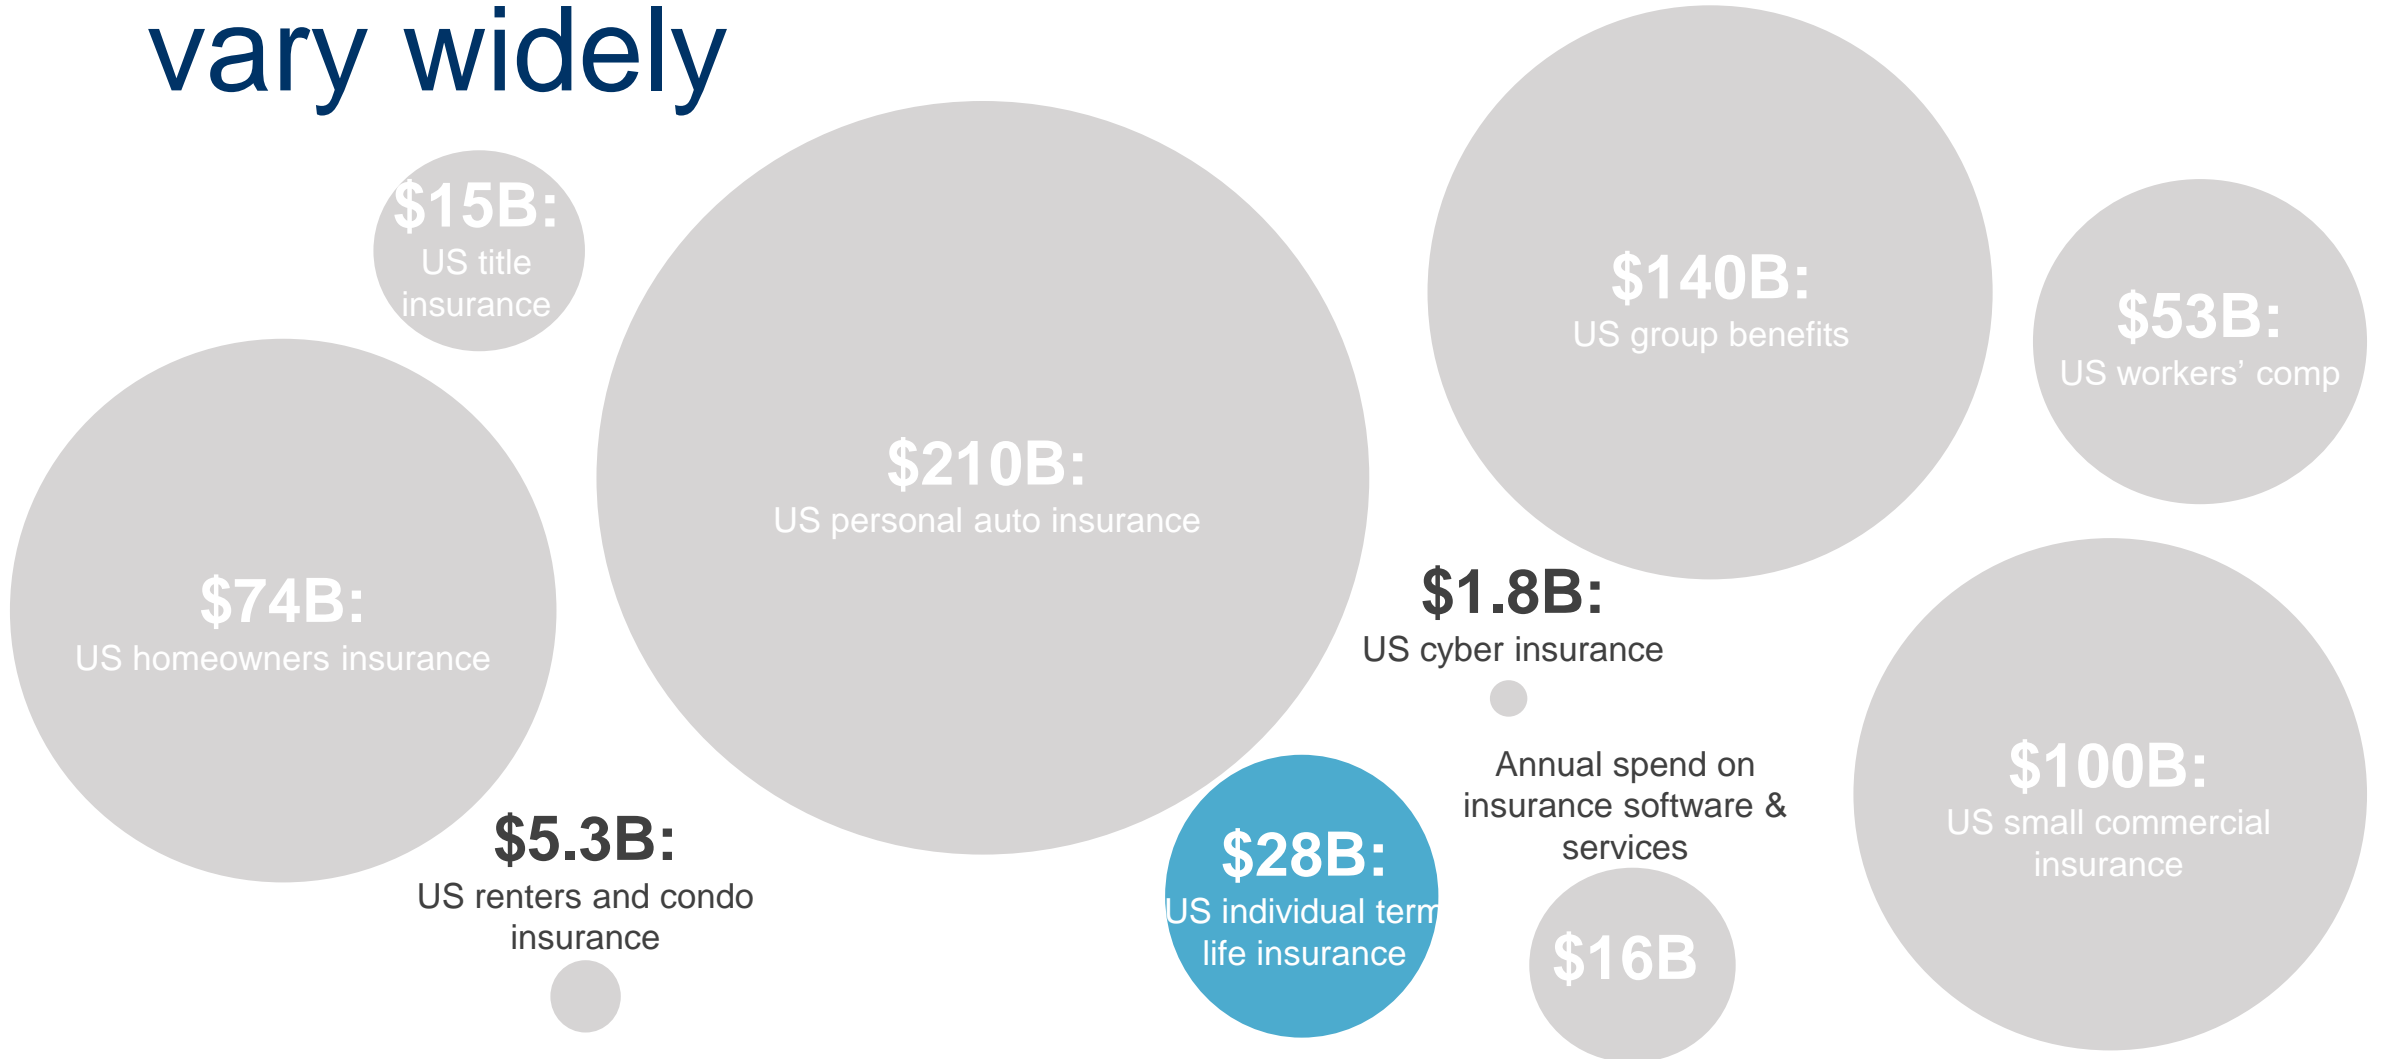 vary widely
$15B:
US title
insurance
$140B:
US group benefits
$53B:
US workers’ comp
$210B:
US personal auto insurance
$74B:
US homeowners insurance
$1.8B:
US cyber insurance
Annual spend on
insurance software &
services
$16B
$100B:
US small commercial
insurance
$5.3B:
US renters and condo
insurance
$28B:
US individual term
life insurance